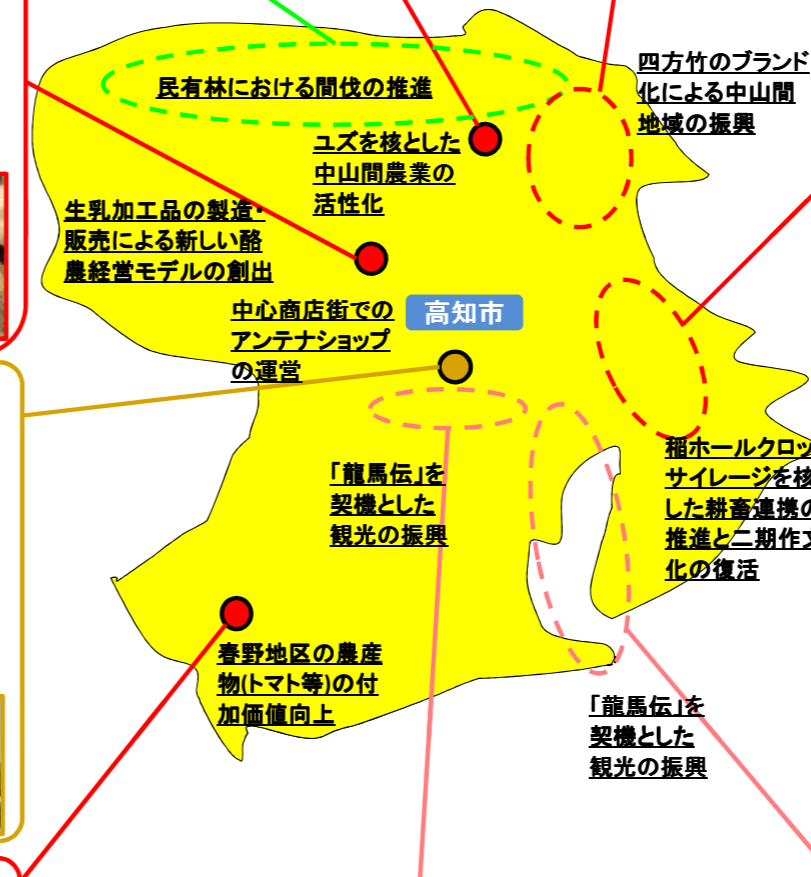 四方竹のブランド
化による中山間
地域の振興
民有林における間伐の推進
ユズを核とした
中山間農業の
活性化
生乳加工品の製造・
販売による新しい酪
農経営モデルの創出
中心商店街での
アンテナショップ
の運営
高知市
「龍馬伝」を
契機とした
観光の振興
稲ホールクロッ
サイレージを核
した耕畜連携の
推進と二期作文
化の復活
春野地区の農産
物(トマト等)の付
加価値向上
「龍馬伝」を
契機とした
観光の振興